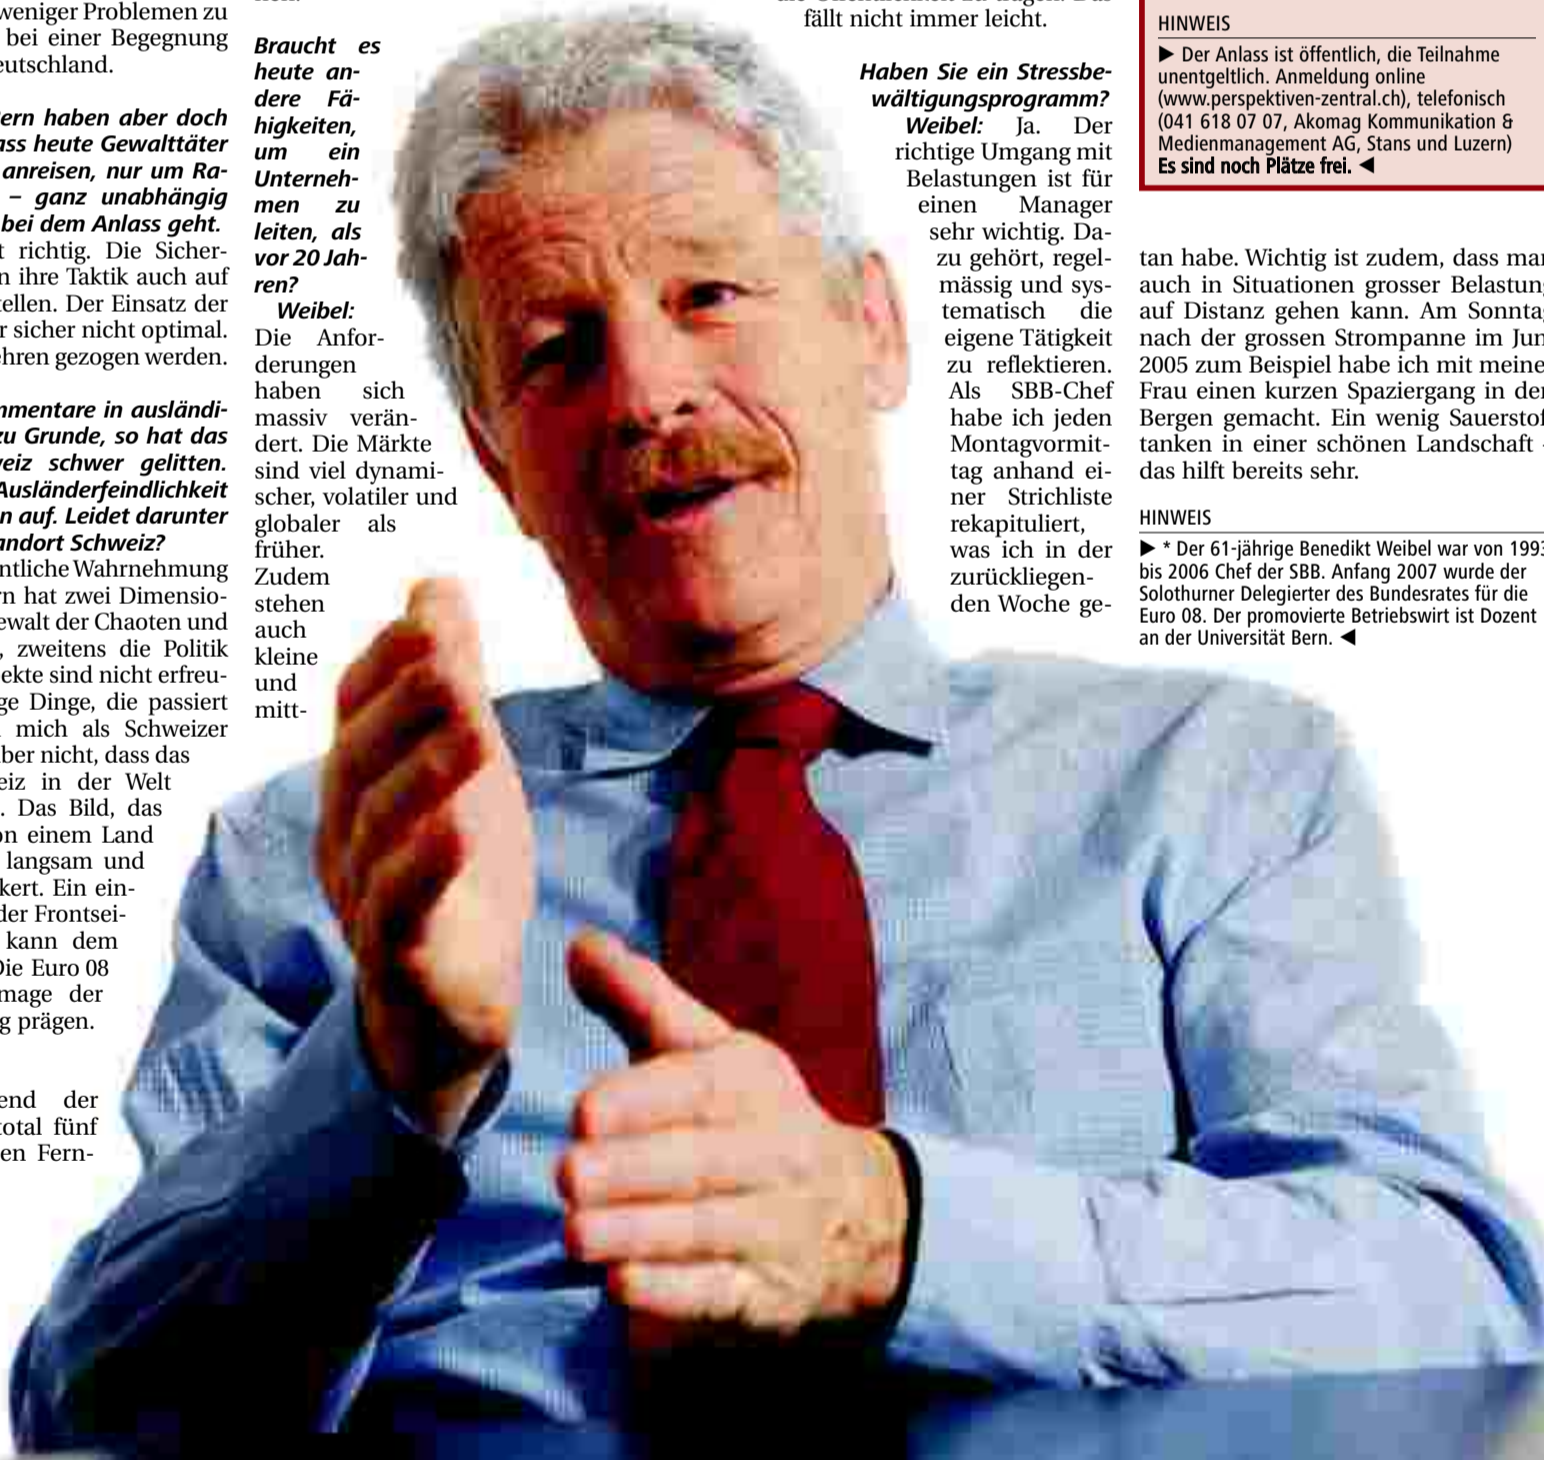 weniger Problemen zu
bei einer Begegnung
eutschland.
ern haben aber doch
ass heute Gewalttäter
anreisen, nur um Ra-
– ganz unabhängig
bei dem Anlass geht.
t richtig. Die Sicher-
n ihre Taktik auch auf
tellen. Der Einsatz der
r sicher nicht optimal.
ehren gezogen werden.
mmentare in ausländi-
zu Grunde, so hat das
weiz schwer gelitten.
Ausländerfeindlichkeit
n auf. Leidet darunter
andort Schweiz?
entliche Wahrnehmung
rn hat zwei Dimensio-
ewalt der Chaoten und
, zweitens die Politik
ekte sind nicht erfreu-
ge Dinge, die passiert
mich als Schweizer
ber nicht, dass das
eiz in der Welt
. Das Bild, das
on einem Land
langsam und
kert. Ein ein-
der Frontsei-
kann dem
Die Euro 08
mage der
g prägen.
end der
total fünf
en Fern-
Braucht es
heute an-
dere Fä-
higkeiten,
um ein
Unterneh-
men zu
leiten, als
vor 20 Jah-
ren?
Weibel:
Die Anfor-
derungen
haben sich
massiv verän-
dert. Die Märkte
sind viel dynami-
scher, volatiler und
globaler als
früher.
Zudem
stehen
auch
kleine
und
mitt-
fällt nicht immer leicht.
Haben Sie ein Stressbe-
wältigungsprogramm?
Weibel: Ja. Der
richtige Umgang mit
Belastungen ist für
einen Manager
sehr wichtig. Da-
zu gehört, regel-
mässig und sys-
tematisch die
eigene Tätigkeit
zu reflektieren.
Als SBB-Chef
habe ich jeden
Montagvormit-
tag anhand ei-
ner Strichliste
rekapituliert,
was ich in der
zurückliegen-
den Woche ge-
HINWEIS
▶ Der Anlass ist öffentlich, die Teilnahme
unentgeltlich. Anmeldung online
(www.perspektiven-zentral.ch), telefonisch
(041 618 07 07, Akomag Kommunikation &
Medienmanagement AG, Stans und Luzern)
Es sind noch Plätze frei. ◀
tan habe. Wichtig ist zudem, dass man
auch in Situationen grosser Belastung
auf Distanz gehen kann. Am Sonntag
nach der grossen Strompanne im Jun
2005 zum Beispiel habe ich mit meine
Frau einen kurzen Spaziergang in den
Bergen gemacht. Ein wenig Sauerstof
tanken in einer schönen Landschaft -
das hilft bereits sehr.
HINWEIS
▶ * Der 61-jährige Benedikt Weibel war von 1993
bis 2006 Chef der SBB. Anfang 2007 wurde der
Solothurner Delegierter des Bundesrates für die
Euro 08. Der promovierte Betriebswirt ist Dozent
an der Universität Bern. ◀